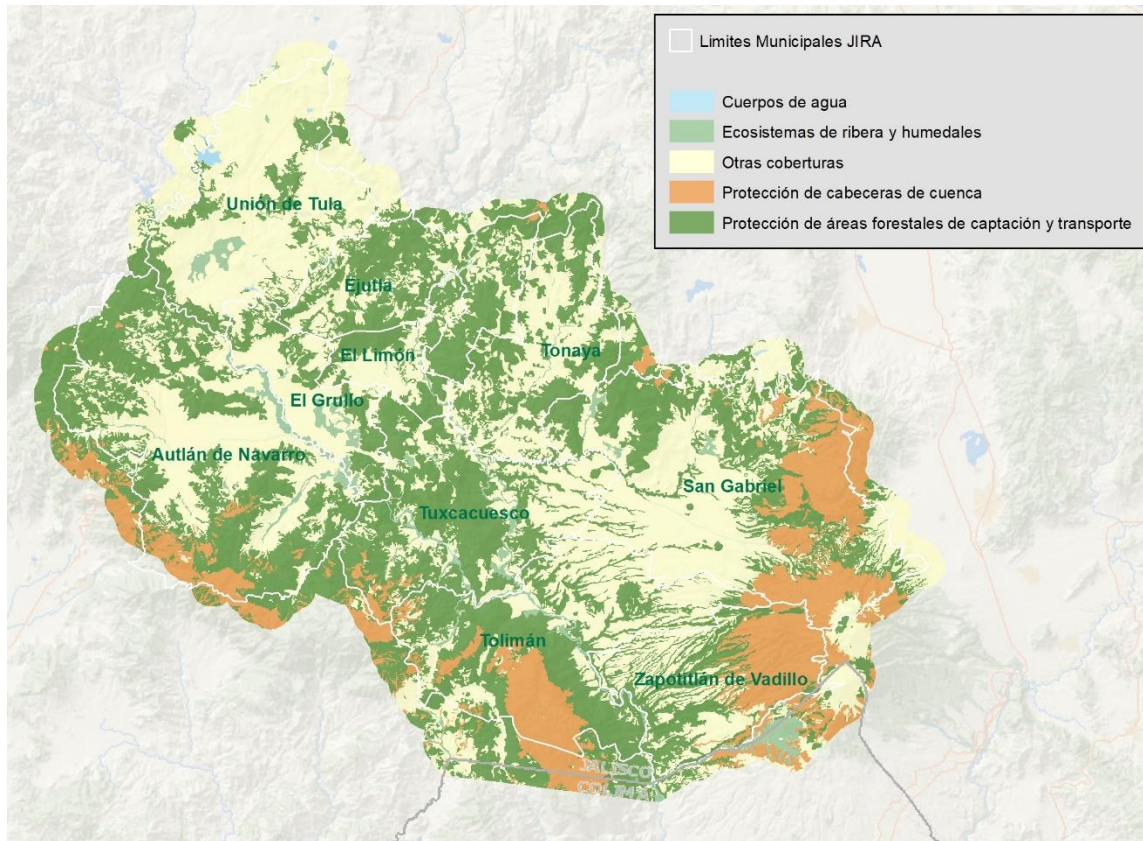 Limites Municipales JIRA
Cuerpos de agua
Ecosistemas de ribera y humedales
Otras coberturas
Protección de cabeceras de cuenca
Protección de áreas forestales de captación y transporte
Unión de Tula
Ejutla
El Limón
Tonaya
El Grullo
Autlán de Navarro
San Gabriel
Tuxcacuesco
Tolimán
Zapotitlán de Vadillo
JALISCO
COLIMA